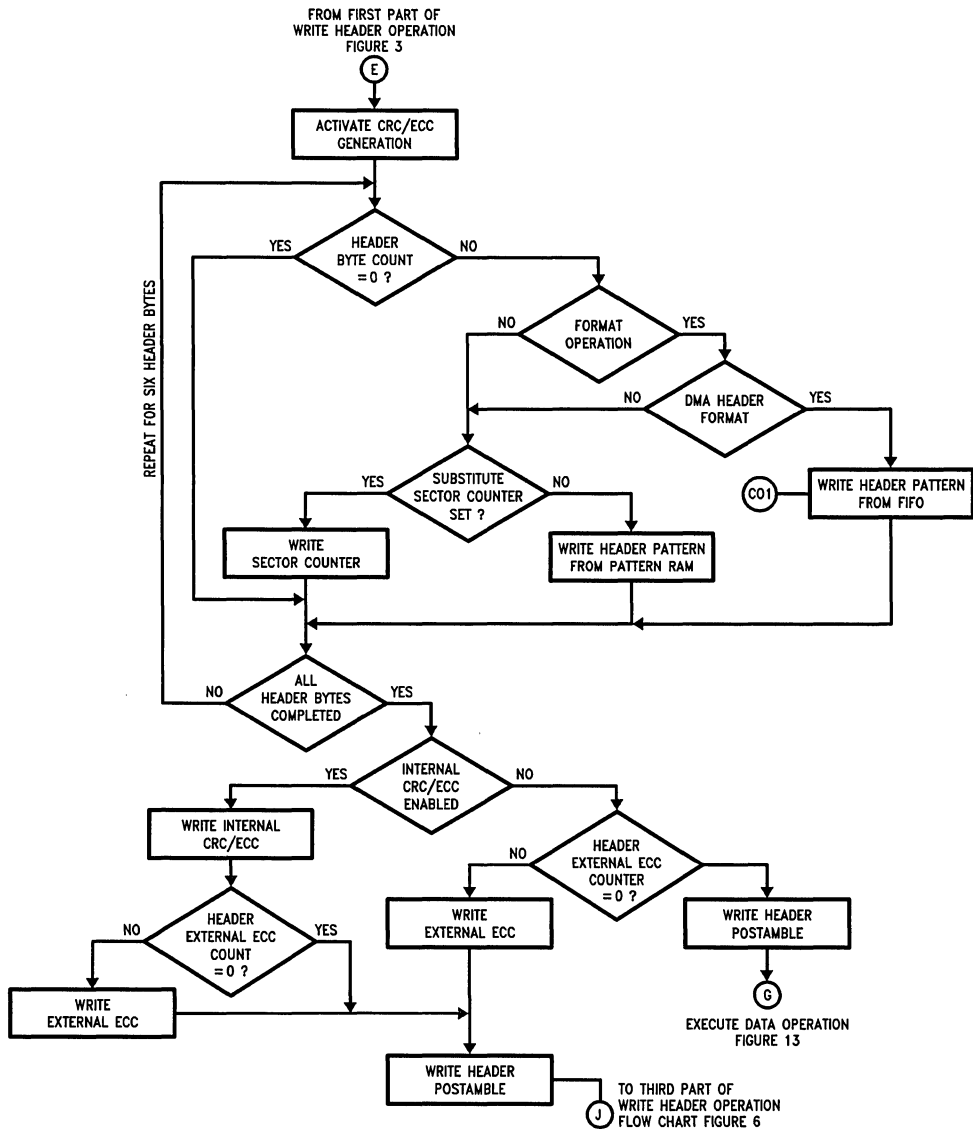 FROM FIRST PART OF
WRITE HEADER OPERATION
FIGURE 3
E
ACTIVATE CRC/ECC
GENERATION
YES
HEADER
BYTE COUNT
=0 ?
NO
REPEAT FOR SIX HEADER BYTES
NO
FORMAT
OPERATION
YES
NO
DMA HEADER
FORMAT
YES
YES
SUBSTITUTE
SECTOR COUNTER
SET ?
NO
CO1
WRITE HEADER PATTERN
FROM FIFO
WRITE
SECTOR COUNTER
WRITE HEADER PATTERN
FROM PATTERN RAM
NO
ALL
HEADER BYTES
COMPLETED
YES
YES
INTERNAL
CRC/ECC
ENABLED
NO
WRITE INTERNAL
CRC/ECC
NO
HEADER
EXTERNAL ECC
COUNTER
=0 ?
NO
HEADER
EXTERNAL ECC
COUNT
=0 ?
YES
WRITE
EXTERNAL ECC
WRITE HEADER
POSTAMBLE
WRITE
EXTERNAL ECC
G
EXECUTE DATA OPERATION
FIGURE 13
WRITE HEADER
POSTAMBLE
J
TO THIRD PART OF
WRITE HEADER OPERATION
FLOW CHART FIGURE 6